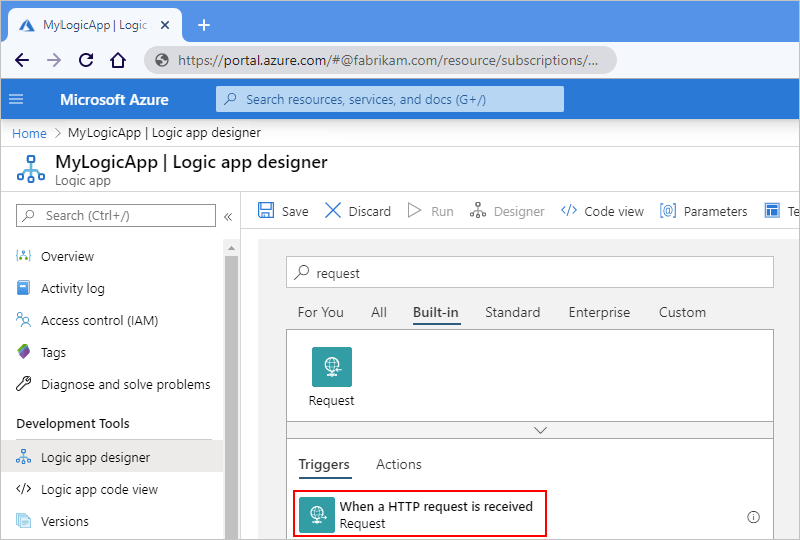 MyLogicApp | Logic
https://portal.azure.com/#@fabrikam.com/resource/subscriptions/...
Microsoft Azure
Search resources, services, and docs (G+/)
Home > MyLogicApp | Logic app designer
MyLogicApp | Logic app designer
Logic app
Search (Ctrl+/)
«
Save Discard Run Designer Code view Parameters Te
Overview
Activity log
Access control (IAM)
Tags
Diagnose and solve problems
Development Tools
Logic app designer
Logic app code view
Versions
request
For You All Built-in Standard Enterprise Custom
Request
Triggers Actions
When a HTTP request is received
Request